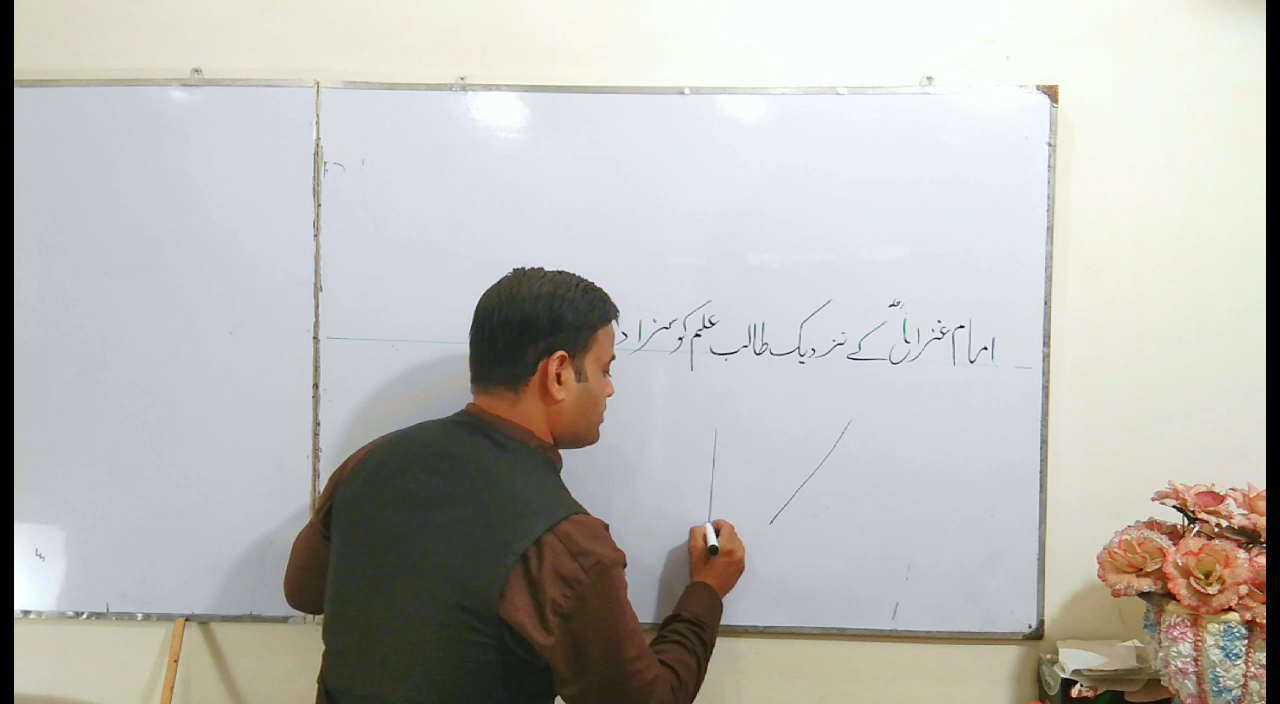 امام غزالیؒ کے نزدیک طالب علم کو سزا د